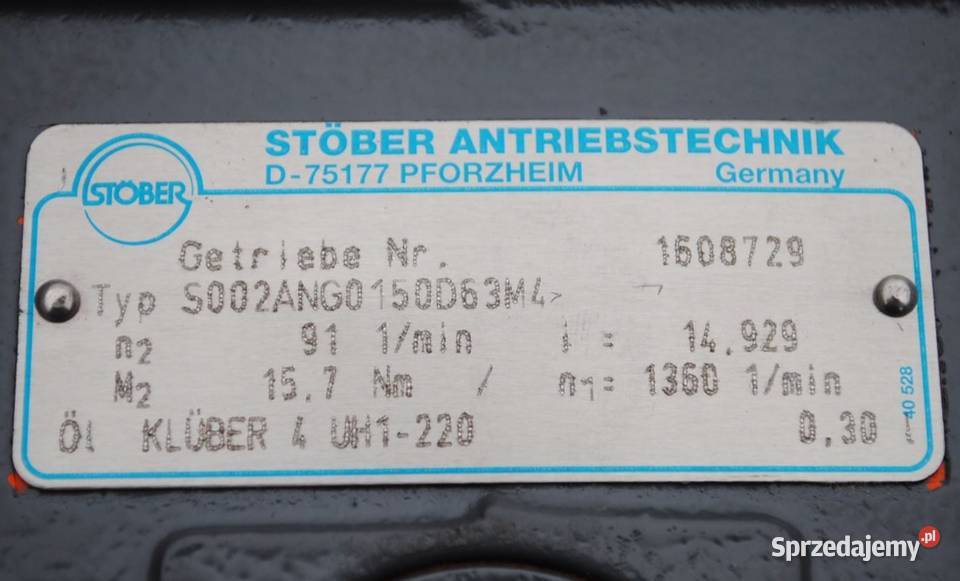 STÖBER ANTRIEBSTECHNIK
D-75177 PFORZHEIM Germany
STÖBER
Getriebe Nr. 1608729
Typ S002ANG0150D63M4
n2 91 1/min i = 14.929
M2 15.7 Nm / n1= 1360 1/min
Öl KLÜBER 4 UH1-220 0.30
40 528
Sprzedajemy.pl